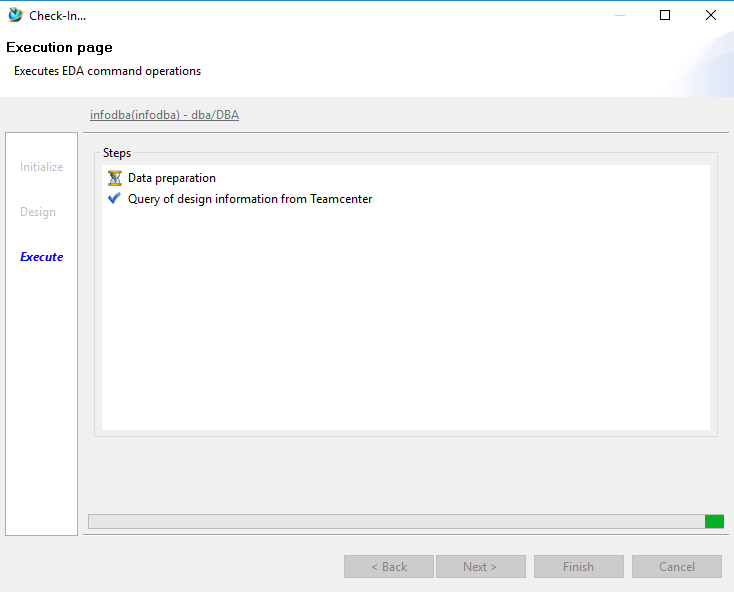 Check-In...
Execution page
Executes EDA command operations
infodba(infodba) - dba/DBA
Initialize
Design
Execute
Steps
Data preparation
Query of design information from Teamcenter
< Back
Next >
Finish
Cancel